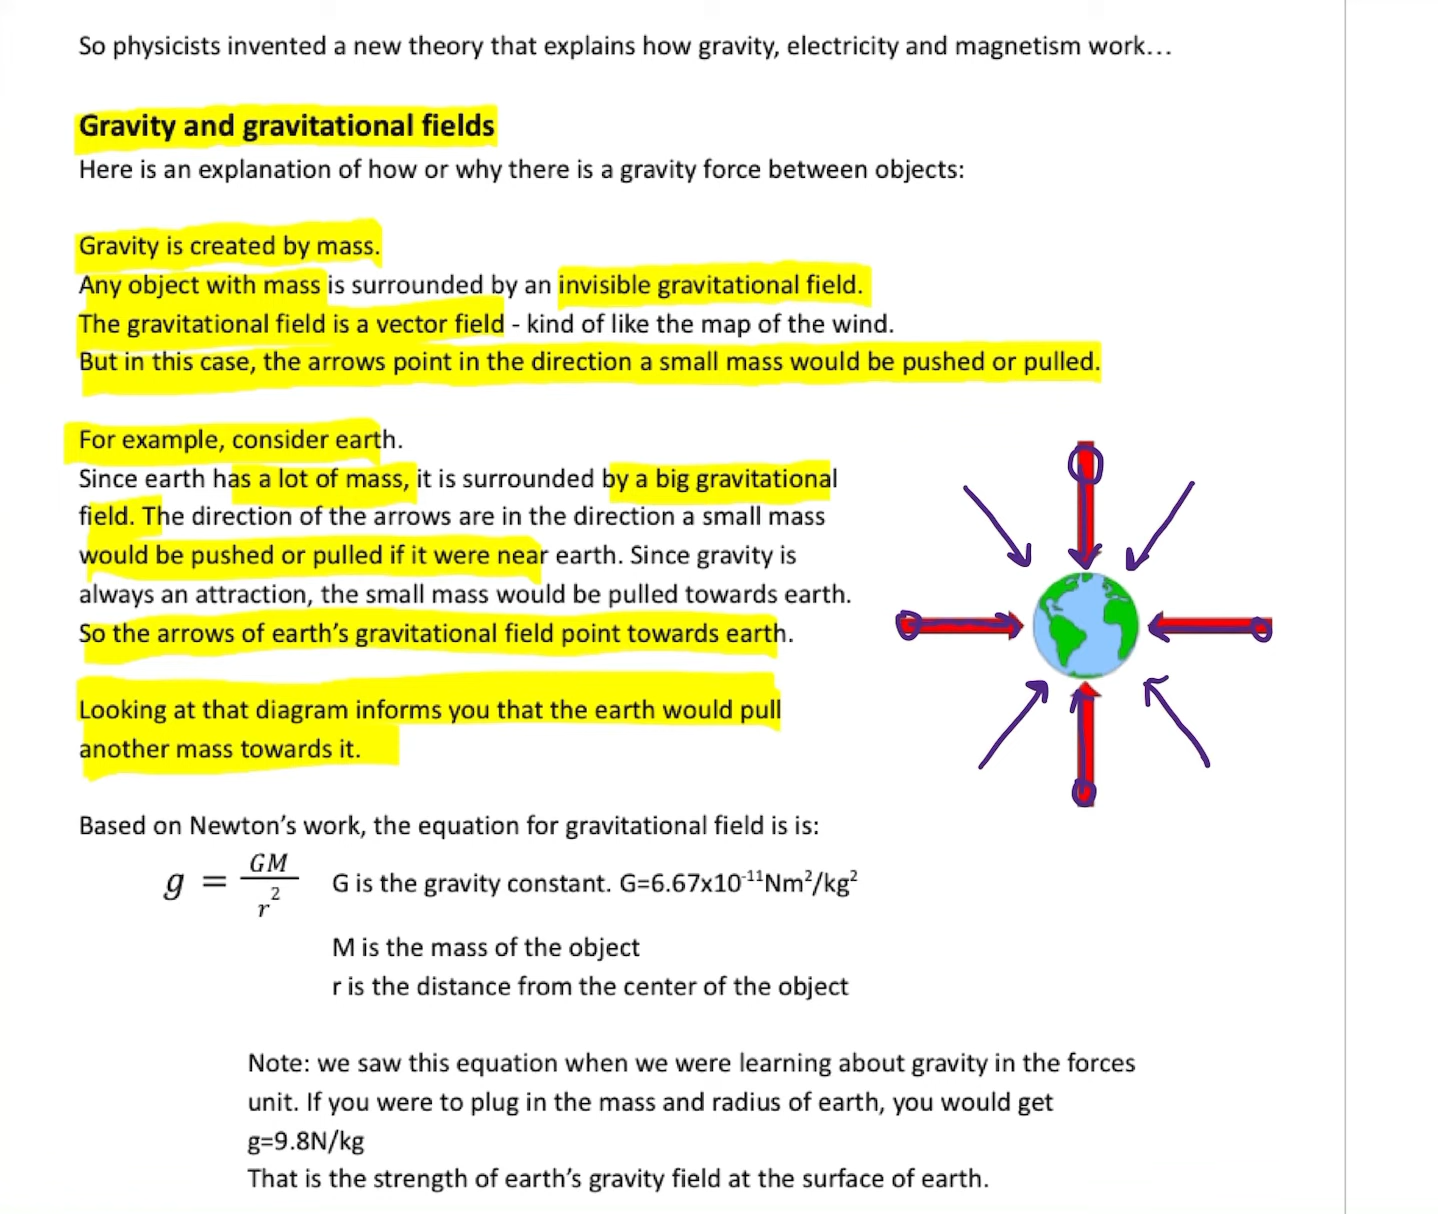 So physicists invented a new theory that explains how gravity, electricity and magnetism work...
Gravity and gravitational fields
Here is an explanation of how or why there is a gravity force between objects:
Gravity is created by mass.
Any object with mass is surrounded by an invisible gravitational field.
The gravitational field is a vector field - kind of like the map of the wind.
But in this case, the arrows point in the direction a small mass would be pushed or pulled.
For example, consider earth.
Since earth has a lot of mass, it is surrounded by a big gravitational
field. The direction of the arrows are in the direction a small mass
would be pushed or pulled if it were near earth. Since gravity is
always an attraction, the small mass would be pulled towards earth.
So the arrows of earth’s gravitational field point towards earth.
Looking at that diagram informs you that the earth would pull
another mass towards it.
Based on Newton’s work, the equation for gravitational field is is:
g = GM / r²
G is the gravity constant. G=6.67x10⁻¹¹Nm²/kg²
M is the mass of the object
r is the distance from the center of the object
Note: we saw this equation when we were learning about gravity in the forces
unit. If you were to plug in the mass and radius of earth, you would get
g=9.8N/kg
That is the strength of earth’s gravity field at the surface of earth.